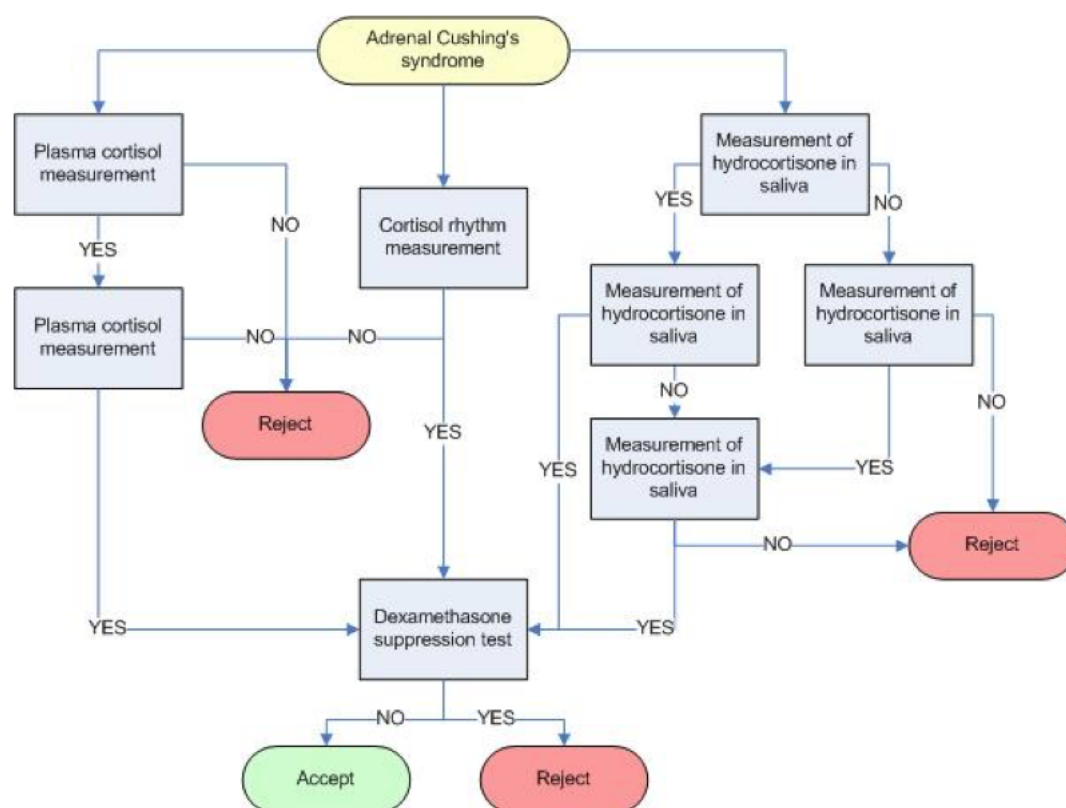 Adrenal Cushing's
syndrome
Plasma cortisol
measurement
Measurement of
hydrocortisone in
saliva
YES
NO
NO
Cortisol rhythm
measurement
YES
Plasma cortisol
measurement
Measurement of
hydrocortisone in
saliva
Measurement of
hydrocortisone in
saliva
NO
NO
NO
NO
Reject
YES
Measurement of
hydrocortisone in
saliva
YES
YES
Reject
NO
Dexamethasone
suppression test
YES
YES
NO
YES
Accept
Reject